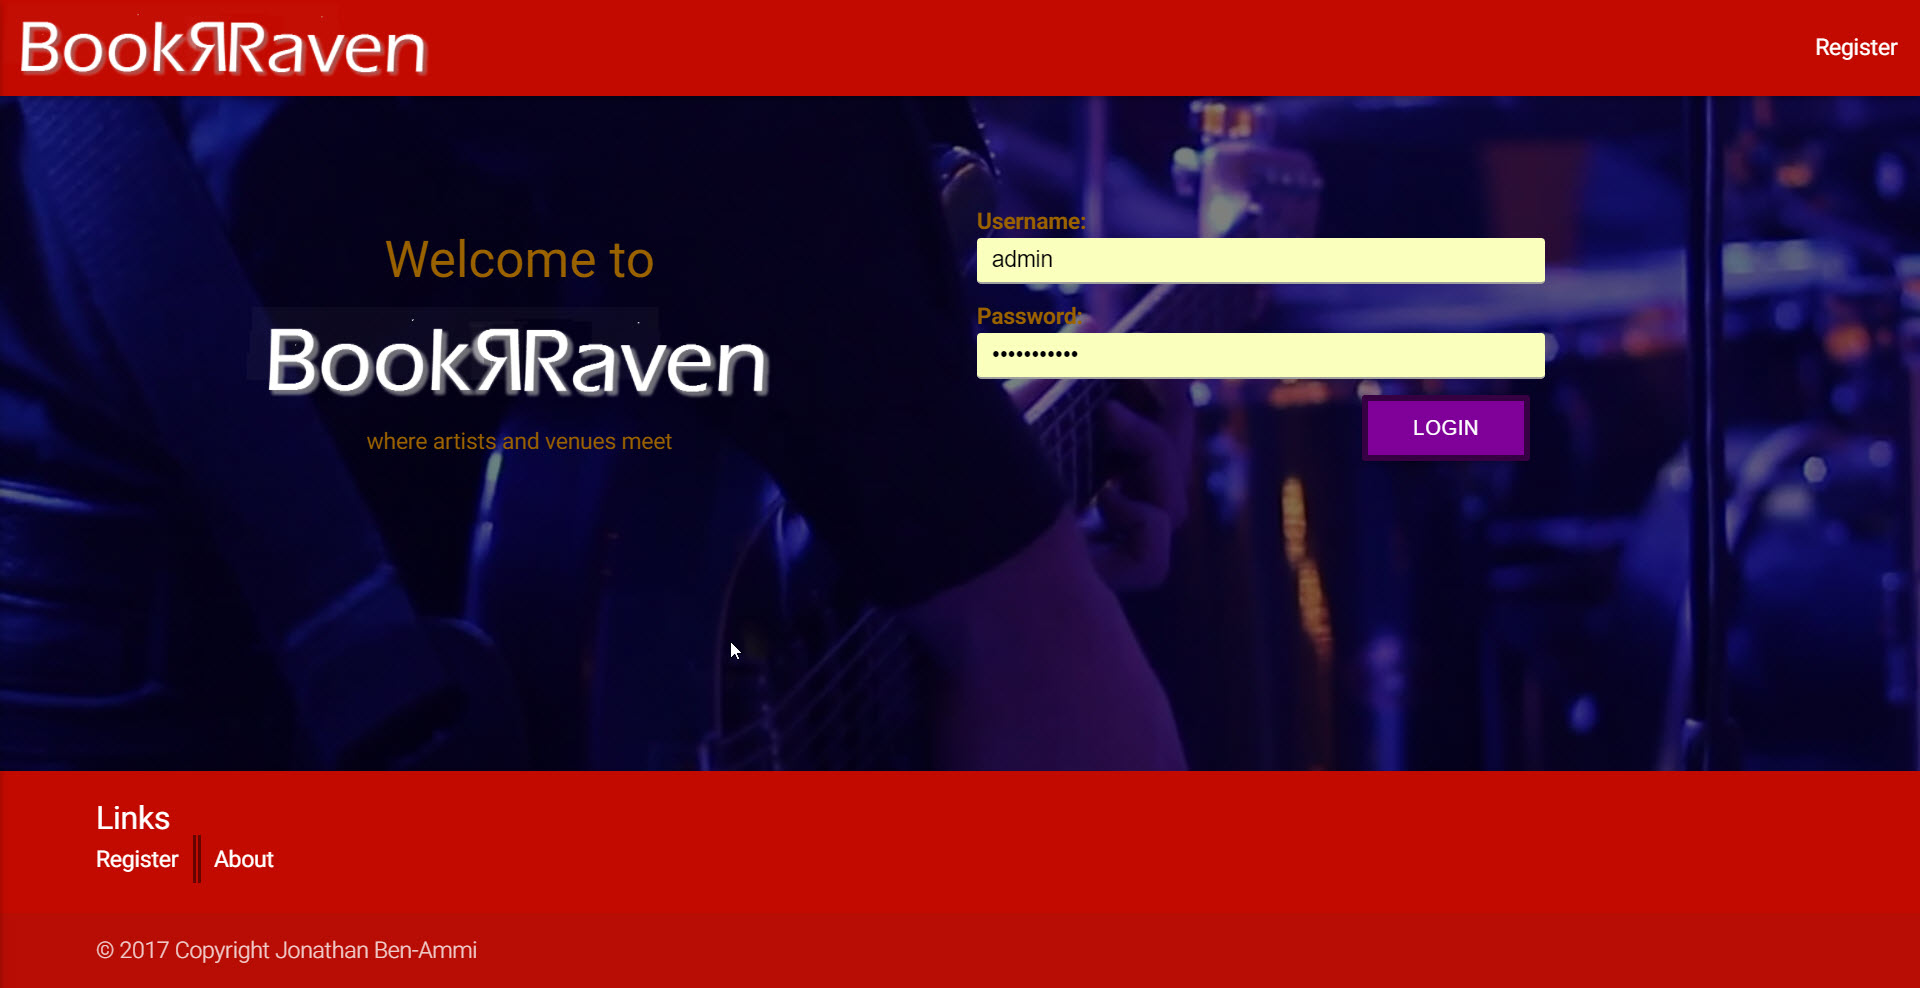 BookЯRaven
Register
Welcome to
BookЯRaven
where artists and venues meet
Username:
admin
Password:
•••••••••••
LOGIN
Links
Register
About
© 2017 Copyright Jonathan Ben-Ammi